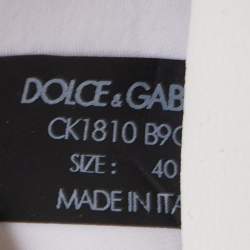 DOLCE & GAB
CK1810 B9
SIZE: 40
MADE IN ITA